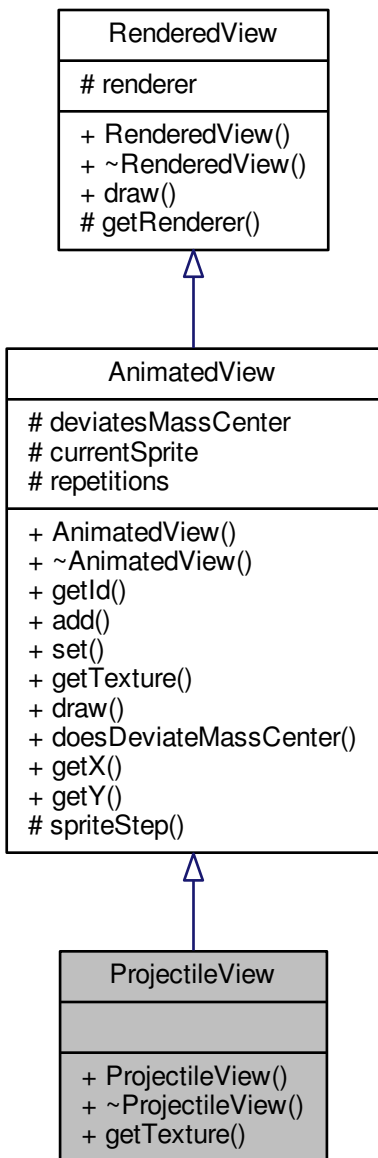 RenderedView
# renderer
+ RenderedView()
+ ~RenderedView()
+ draw()
# getRenderer()
AnimatedView
# deviatesMassCenter
# currentSprite
# repetitions
+ AnimatedView()
+ ~AnimatedView()
+ getId()
+ add()
+ set()
+ getTexture()
+ draw()
+ doesDeviateMassCenter()
+ getX()
+ getY()
# spriteStep()
ProjectileView
+ ProjectileView()
+ ~ProjectileView()
+ getTexture()